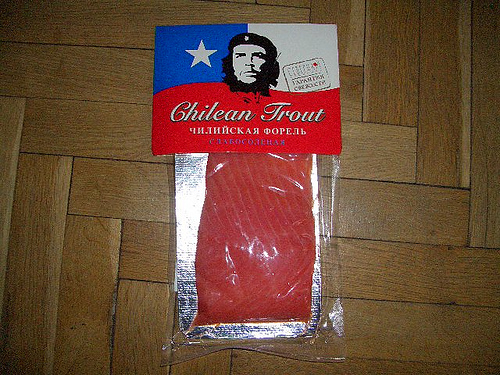 ГАРАНТИЯ
СВЕЖЕСТИ
Chilean Trout
ЧИЛИЙСКАЯ ФОРЕЛЬ
СЛАБОСОЛЕНАЯ